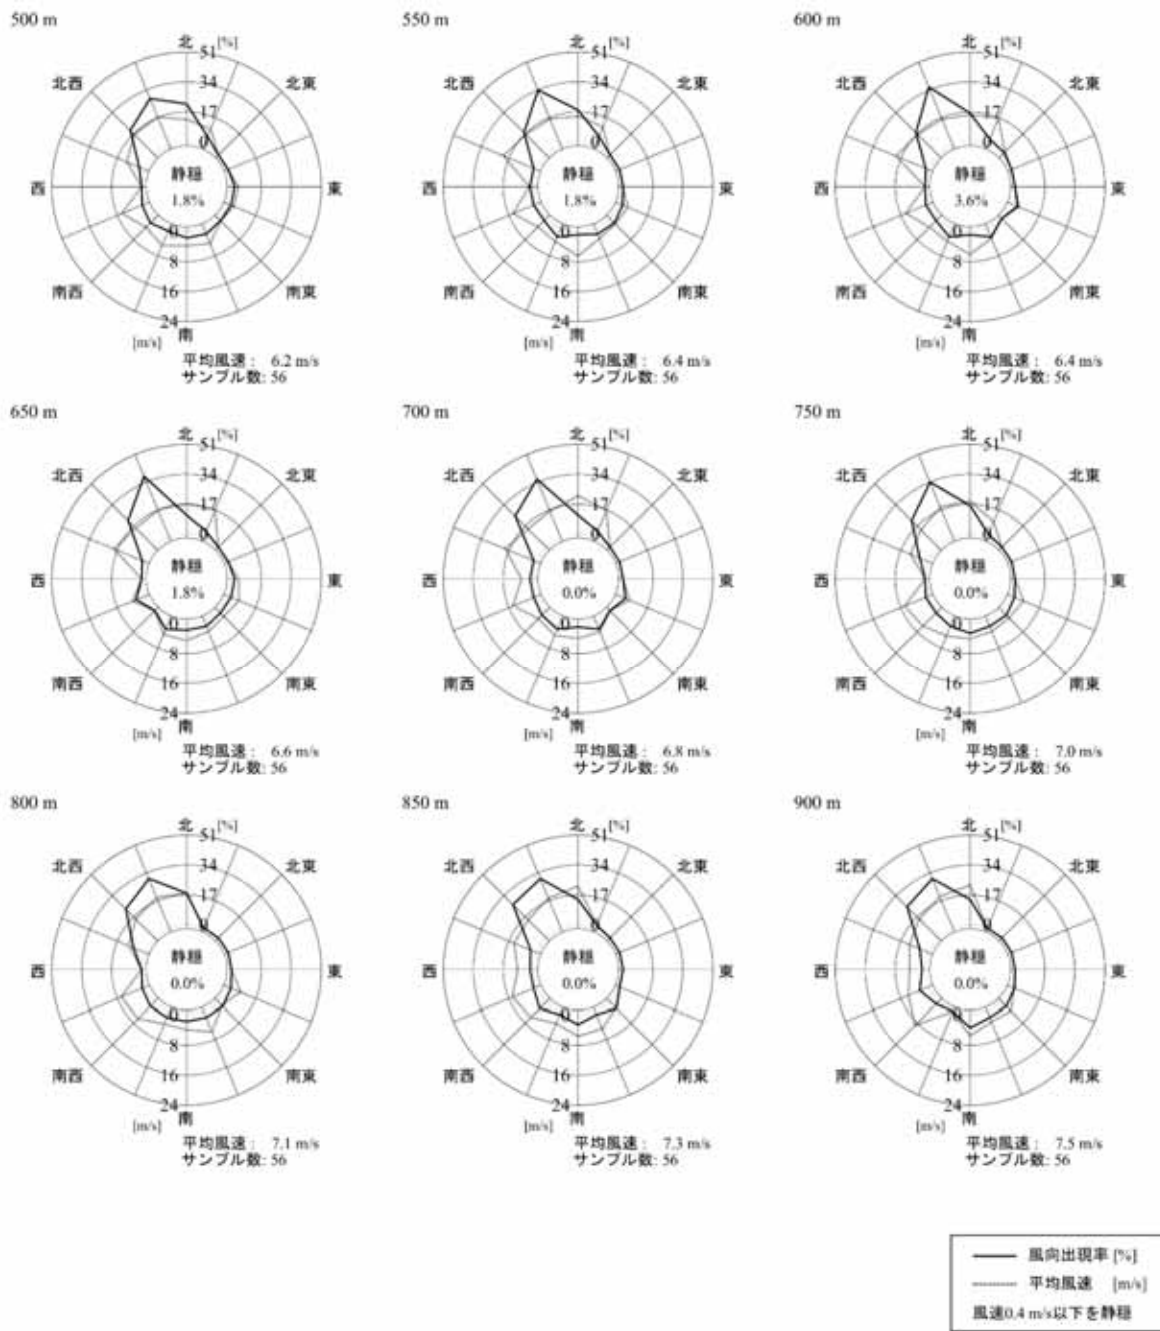 500 m
北 [%]
51
北西
34
北東
17
0
静穏
西
1.8%
東
0
8
南西
16
南東
24
南
[m/s]
平均風速 : 6.2 m/s
サンプル数: 56
550 m
北 [%]
51
北西
34
北東
17
0
静穏
西
1.8%
東
0
8
南西
16
南東
24
南
[m/s]
平均風速 : 6.4 m/s
サンプル数: 56
600 m
北 [%]
51
北西
34
北東
17
0
静穏
西
3.6%
東
0
8
南西
16
南東
24
南
[m/s]
平均風速 : 6.4 m/s
サンプル数: 56
650 m
北 [%]
51
北西
34
北東
17
0
静穏
西
1.8%
東
0
8
南西
16
南東
24
南
[m/s]
平均風速 : 6.6 m/s
サンプル数: 56
700 m
北 [%]
51
北西
34
北東
17
0
静穏
西
0.0%
東
0
8
南西
16
南東
24
南
[m/s]
平均風速 : 6.8 m/s
サンプル数: 56
750 m
北 [%]
51
北西
34
北東
17
0
静穏
西
0.0%
東
0
8
南西
16
南東
24
南
[m/s]
平均風速 : 7.0 m/s
サンプル数: 56
800 m
北 [%]
51
北西
34
北東
17
0
静穏
西
0.0%
東
0
8
南西
16
南東
24
南
[m/s]
平均風速 : 7.1 m/s
サンプル数: 56
850 m
北 [%]
51
北西
34
北東
17
0
静穏
西
0.0%
東
0
8
南西
16
南東
24
南
[m/s]
平均風速 : 7.3 m/s
サンプル数: 56
900 m
北 [%]
51
北西
34
北東
17
0
静穏
西
0.0%
東
0
8
南西
16
南東
24
南
[m/s]
平均風速 : 7.5 m/s
サンプル数: 56
風向出現率 [%]
平均風速 [m/s]
風速0.4 m/s以下を静穏